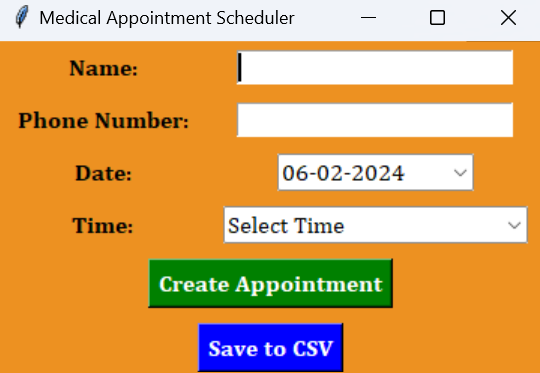 Medical Appointment Scheduler
Name:
Phone Number:
Date: 06-02-2024
Time: Select Time
Create Appointment
Save to CSV